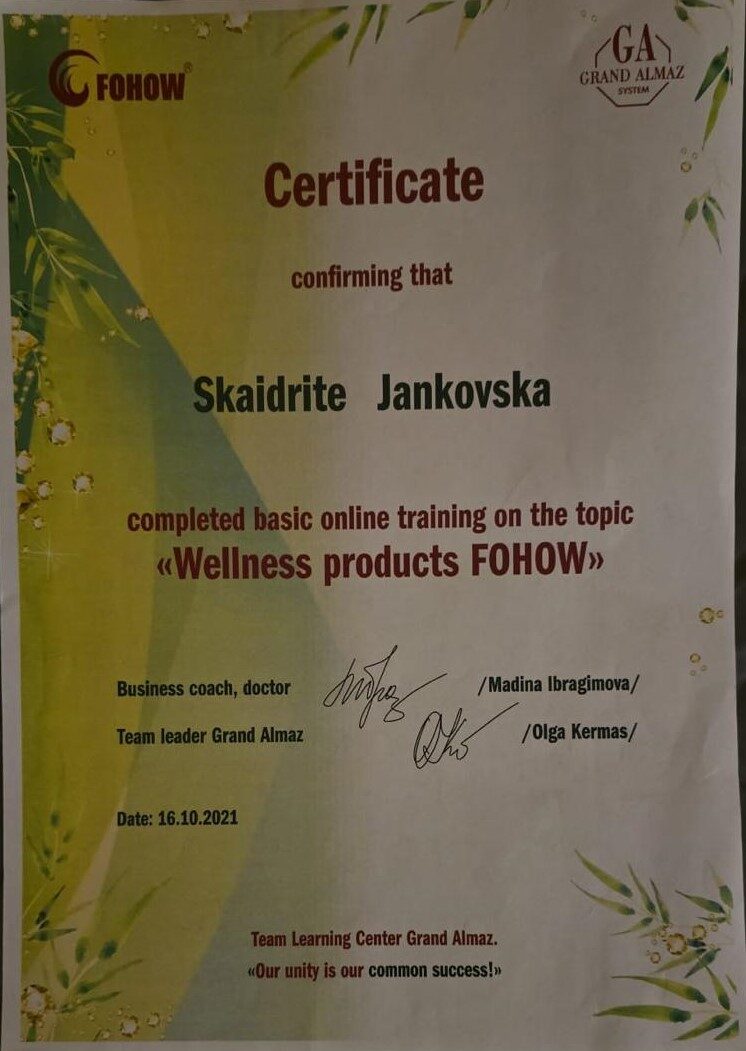 FOHOW®
GA
GRAND ALMAZ
SYSTEM
Certificate
confirming that
Skaidrite Jankovska
completed basic online training on the topic
«Wellness products FOHOW»
Business coach, doctor /Madina Ibragimova/
Team leader Grand Almaz /Olga Kermas/
Date: 16.10.2021
Team Learning Center Grand Almaz.
«Our unity is our common success!»